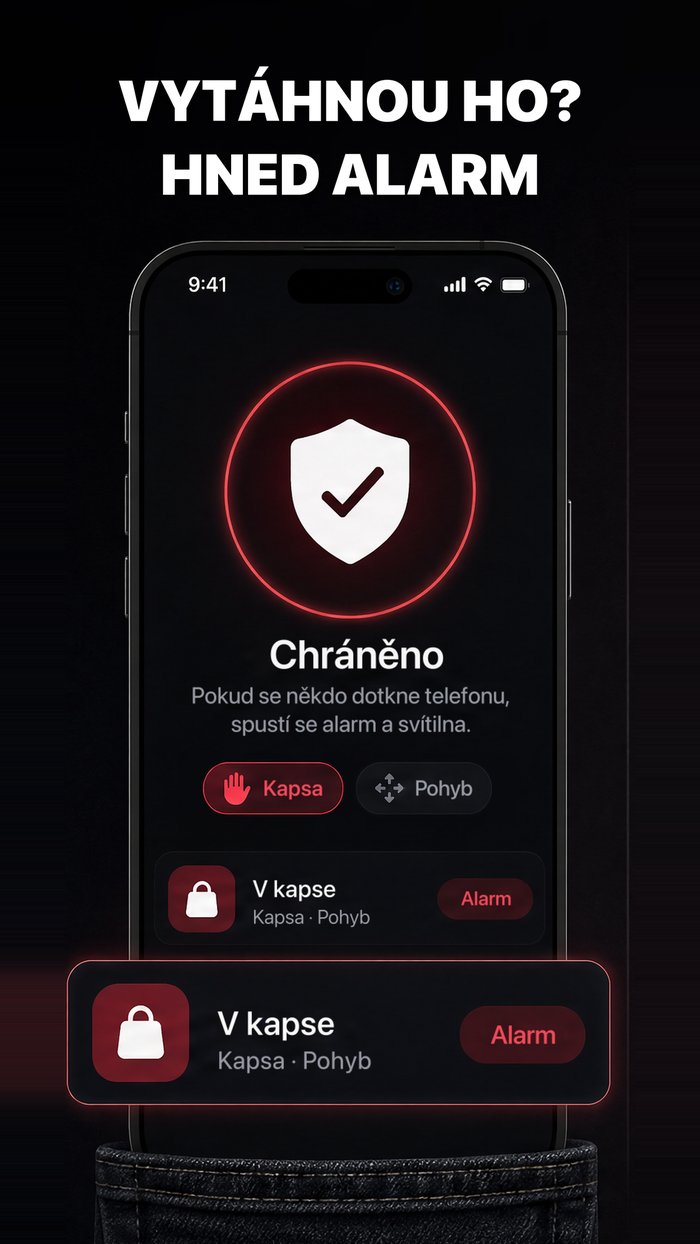 VYTÁHNOU HO?
HNED ALARM
9:41
Chráněno
Pokud se někdo dotkne telefonu,
spustí se alarm a svítilna.
Kapsa
Pohyb
V kapse
Kapsa · Pohyb
Alarm
V kapse
Kapsa · Pohyb
Alarm